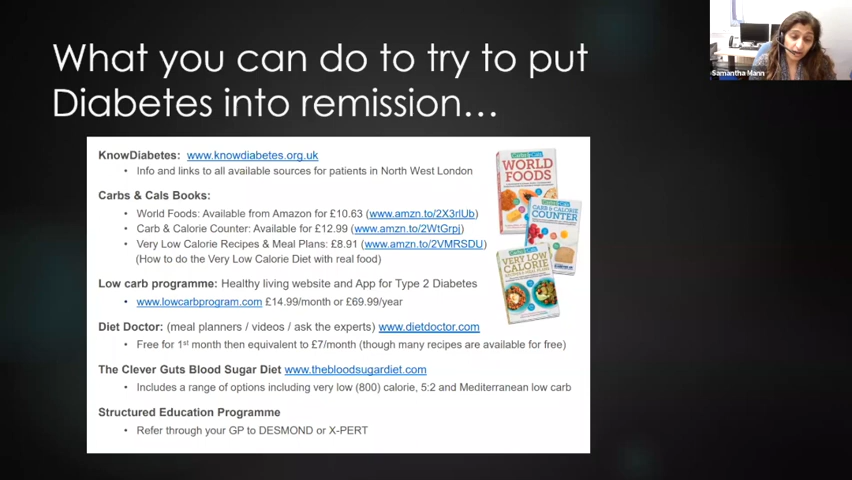 What you can do to try to put
Diabetes into remission…
Samantha Mann
KnowDiabetes: www.knowdiabetes.org.uk
• Info and links to all available sources for patients in North West London
Carbs & Cals Books:
• World Foods: Available from Amazon for £10.63 (www.amzn.to/2X3rlUb)
• Carb & Calorie Counter: Available for £12.99 (www.amzn.to/2WtGrpj)
• Very Low Calorie Recipes & Meal Plans: £8.91 (www.amzn.to/2VMRSDU)
(How to do the Very Low Calorie Diet with real food)
Low carb programme: Healthy living website and App for Type 2 Diabetes
• www.lowcarbprogram.com £14.99/month or £69.99/year
Diet Doctor: (meal planners / videos / ask the experts) www.dietdoctor.com
• Free for 1st month then equivalent to £7/month (though many recipes are available for free)
The Clever Guts Blood Sugar Diet www.thebloodsugardiet.com
• Includes a range of options including very low (800) calorie, 5:2 and Mediterranean low carb
Structured Education Programme
• Refer through your GP to DESMOND or X-PERT
Carbs & Cals
WORLD
FOODS
CARB & CALORIE
COUNTER
VERY LOW
CALORIE
RECIPES & MEAL PLANS